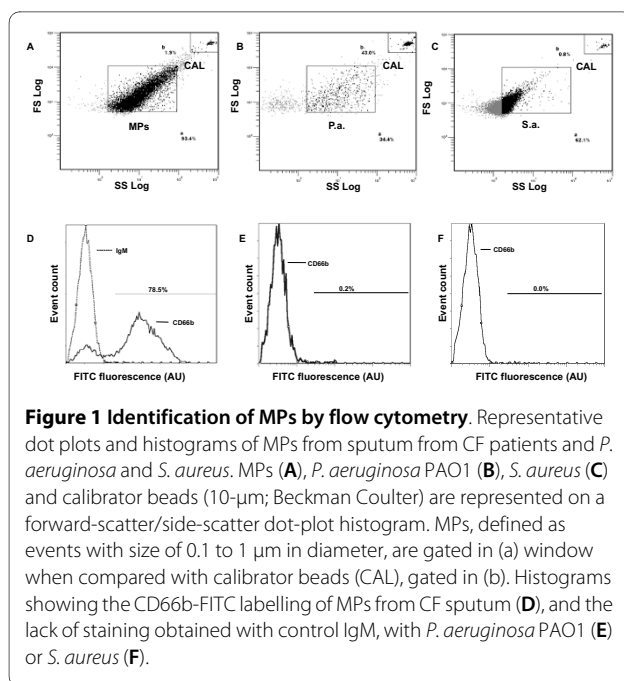 A
b
1.9%
CAL
MPs
a
93.4%
FS Log
SS Log
B
b
43.0%
CAL
P.a.
a
34.4%
FS Log
SS Log
C
b
0.8%
CAL
S.a.
a
62.1%
FS Log
SS Log
D
IgM
78.5%
CD66b
Event count
FITC fluorescence (AU)
E
CD66b
0.2%
Event count
FITC fluorescence (AU)
F
CD66b
0.0%
Event count
FITC fluorescence (AU)
Figure 1 Identification of MPs by flow cytometry. Representative
dot plots and histograms of MPs from sputum from CF patients and P.
aeruginosa and S. aureus. MPs (A), P. aeruginosa PAO1 (B), S. aureus (C)
and calibrator beads (10-μm; Beckman Coulter) are represented on a
forward-scatter/side-scatter dot-plot histogram. MPs, defined as
events with size of 0.1 to 1 μm in diameter, are gated in (a) window
when compared with calibrator beads (CAL), gated in (b). Histograms
showing the CD66b-FITC labelling of MPs from CF sputum (D), and the
lack of staining obtained with control IgM, with P. aeruginosa PAO1 (E)
or S. aureus (F).